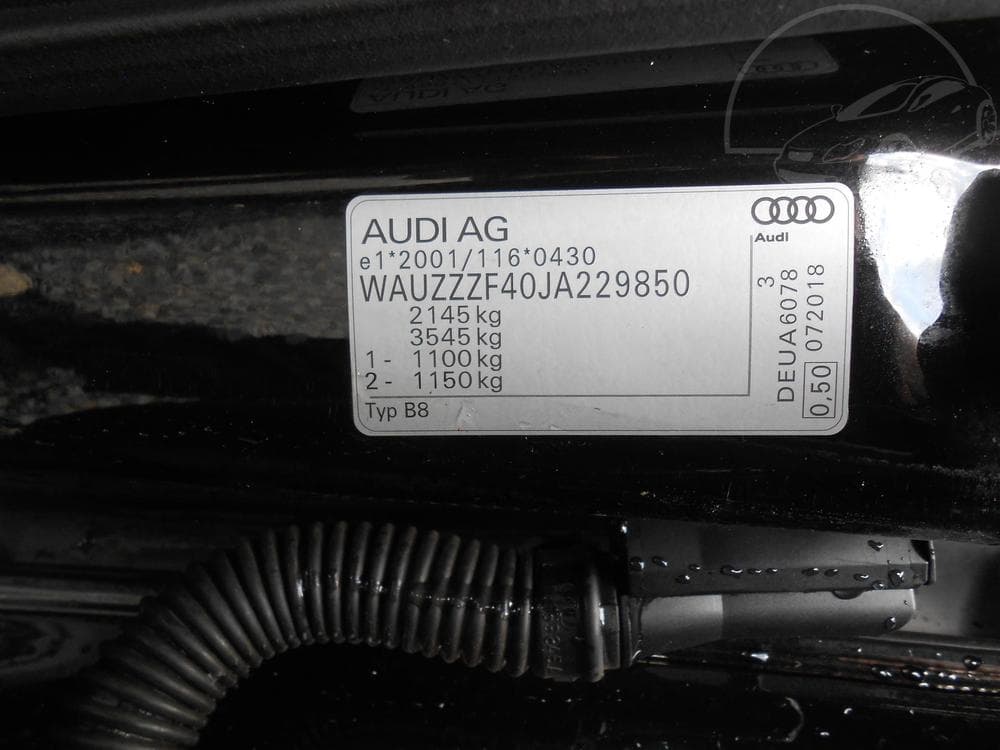 AUDI AG
Audi
e1*2001/116*0430
WAUZZZF40JA229850
2145 kg
3545 kg
1 - 1100 kg
2 - 1150 kg
Typ B8
DEUA6078 3
0,50 072018